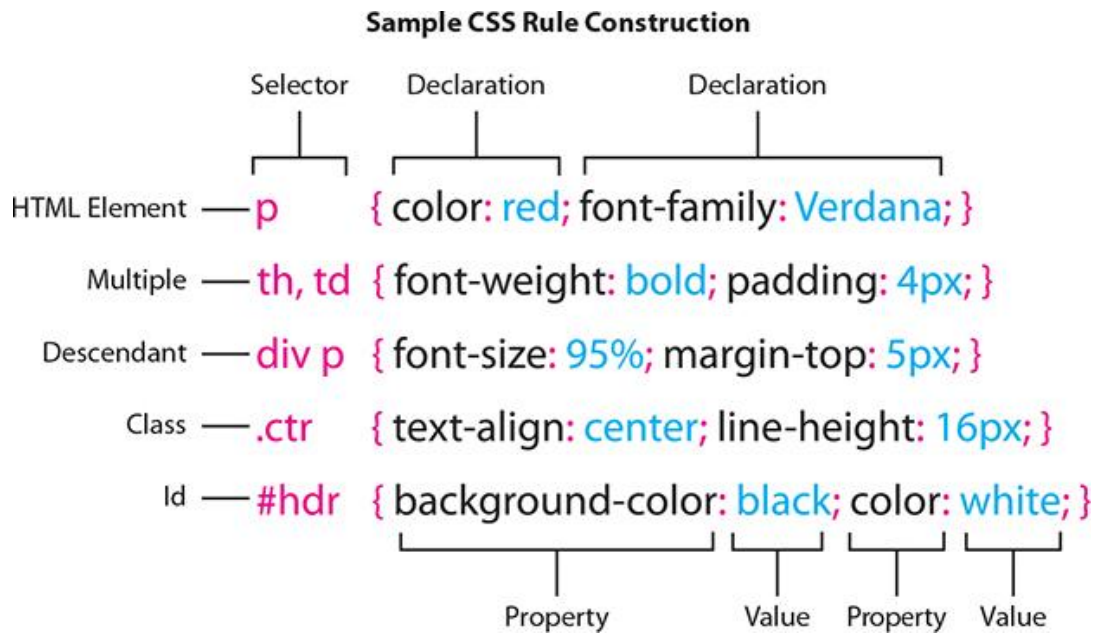 Sample CSS Rule Construction
Selector Declaration Declaration
HTML Element p { color: red; font-family: Verdana; }
Multiple th, td { font-weight: bold; padding: 4px; }
Descendant div p { font-size: 95%; margin-top: 5px; }
Class .ctr { text-align: center; line-height: 16px; }
Id #hdr { background-color: black; color: white; }
Property Value Property Value